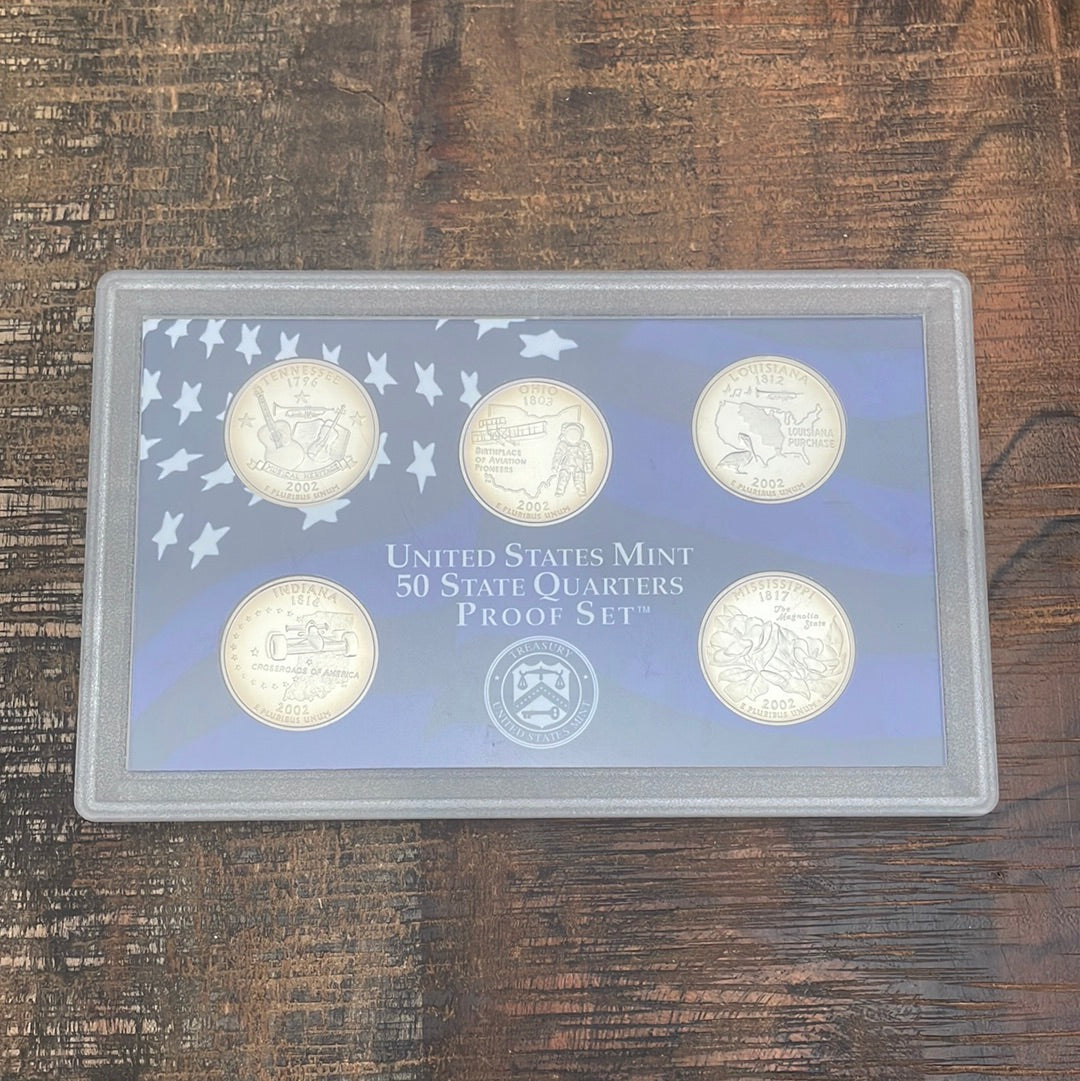 TENNESSEE
1796
MUSICAL HERITAGE
2002
E PLURIBUS UNUM
OHIO
1803
BIRTHPLACE
OF AVIATION
PIONEERS
2002
E PLURIBUS UNUM
LOUISIANA
1812
LOUISIANA
PURCHASE
2002
E PLURIBUS UNUM
UNITED STATES MINT
50 STATE QUARTERS
PROOF SET™
INDIANA
1816
CROSSROADS OF AMERICA
2002
E PLURIBUS UNUM
TREASURY
UNITED STATES MINT
MISSISSIPPI
1817
The
Magnolia
State
2002
E PLURIBUS UNUM